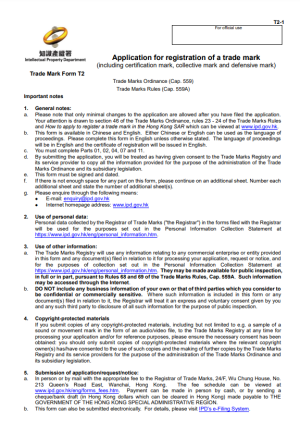 T2-1
For official use
知識產權署
Intellectual Property Department
Trade Mark Form T2
Application for registration of a trade mark
(including certification mark, collective mark and defensive mark)
Trade Marks Ordinance (Cap. 559)
Trade Marks Rules (Cap. 559A)
Important notes
1. General notes:
a. Please note that only minimal changes to the application are allowed after you have filed the application.
Your attention is drawn to section 46 of the Trade Marks Ordinance, rules 23 - 24 of the Trade Marks Rules
and How to apply to register a trade mark in the Hong Kong SAR which can be viewed at www.ipd.gov.hk.
b. This form is available in Chinese and English. Either Chinese or English can be used as the language of
proceedings. Please complete this form in English unless otherwise stated. The language of proceedings
will be in English and the certificate of registration will be issued in English.
c. You must complete Parts 01, 02, 04, 07 and 11.
d. By submitting the application, you will be treated as having given consent to the Trade Marks Registry and
its service provider to copy all the information provided for the purpose of the administration of the Trade
Marks Ordinance and its subsidiary legislation.
e. This form must be signed and dated.
f. If there is not enough space for any part on this form, please continue on an additional sheet. Number each
additional sheet and state the number of additional sheet(s).
g. Please enquire through the following means:
• E-mail: enquiry@ipd.gov.hk
• Internet homepage address: www.ipd.gov.hk
2. Use of personal data:
Personal data collected by the Registrar of Trade Marks ("the Registrar") in the forms filed with the Registrar
will be used for the purposes set out in the Personal Information Collection Statement at
https://www.ipd.gov.hk/eng/personal_information.htm.
3. Use of other information:
a. The Trade Marks Registry will use any information relating to any commercial enterprise or entity provided
in this form and any document(s) filed in relation to it for processing your application, request or notice, and
for the purposes of collection set out in the Personal Information Collection Statement at
https://www.ipd.gov.hk/eng/personal_information.htm. They may be made available for public inspection,
in full or in part, pursuant to Rules 68 and 69 of the Trade Marks Rules, Cap. 559A. Such information
may be accessed through the Internet.
b. DO NOT include any business information of your own or that of third parties which you consider to
be confidential or commercially sensitive. Where such information is included in this form or any
document(s) filed in relation to it, the Registrar will treat it an express and voluntary consent given by you
and any such third party to disclosure of all such information for the purpose of public inspection.
4. Copyright-protected materials
If you submit copies of any copyright-protected materials, including but not limited to e.g. a sample of a
sound or movement mark in the form of an audio/video file, to the Trade Marks Registry at any time for
processing your application and/or for reference purposes, please ensure the necessary consent has been
obtained: you should only submit copies of copyright-protected materials where the relevant copyright
owner(s) has/have consented to the use of such copies and making of further copies by the Trade Marks
Registry and its service providers for the purpose of the administration of the Trade Marks Ordinance and
its subsidiary legislation.
5. Submission of application/request/notice:
a. In person or by mail with the appropriate fee to the Registrar of Trade Marks, 24/F, Wu Chung House, No.
213 Queen's Road East, Wanchai, Hong Kong. The fee schedule can be viewed at
www.ipd.gov.hk/eng/forms_fees.htm. Payment can be made in person by cash, or by sending a
cheque/bank draft (in Hong Kong dollars which can be cleared in Hong Kong) made payable to THE
GOVERNMENT OF THE HONG KONG SPECIAL ADMINISTRATIVE REGION.
b. This form can also be submitted electronically. For details, please visit IPD's e-Filing System.